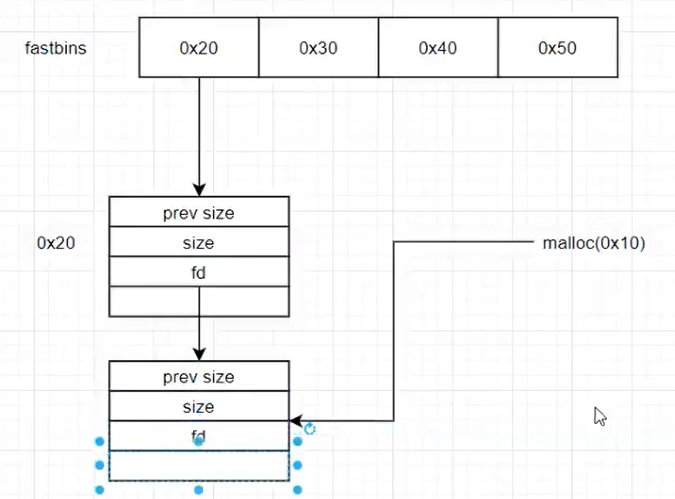 fastbins 0x20 0x30 0x40 0x50
prev size
0x20 size malloc(0x10)
fd
prev size
size
fd